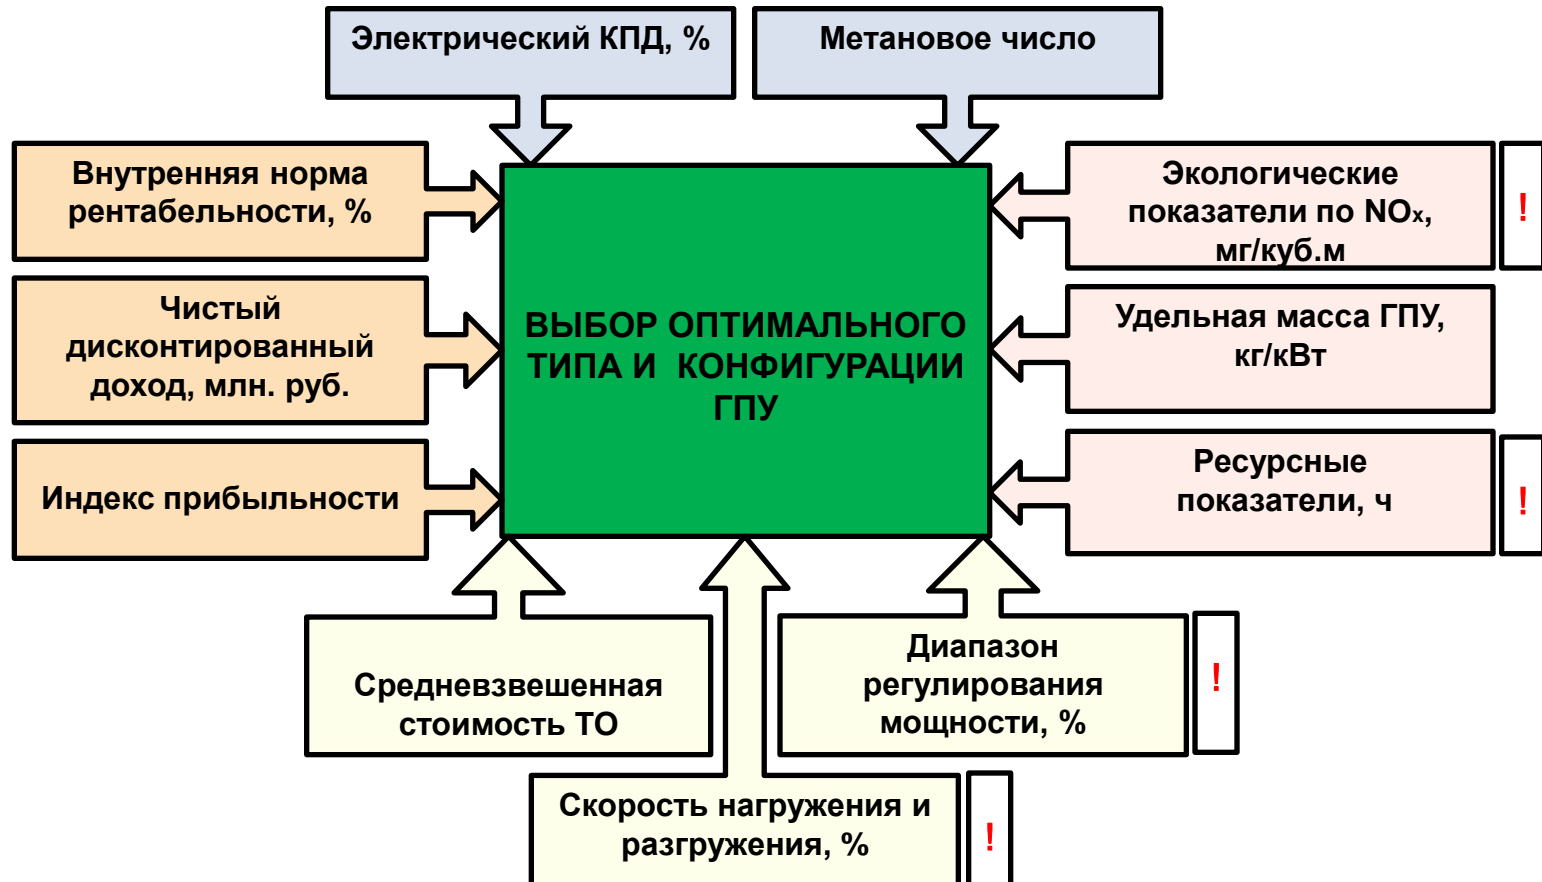 Электрический КПД, %
Метановое число
Внутренняя норма
рентабельности, %
Экологические
показатели по NOₓ,
мг/куб.м
!
Чистый
дисконтированный
доход, млн. руб.
ВЫБОР ОПТИМАЛЬНОГО
ТИПА И КОНФИГУРАЦИИ
ГПУ
Удельная масса ГПУ,
кг/кВт
Индекс прибыльности
Ресурсные
показатели, ч
!
Средневзвешенная
стоимость ТО
Диапазон
регулирования
мощности, %
!
Скорость нагружения и
разгружения, %
!